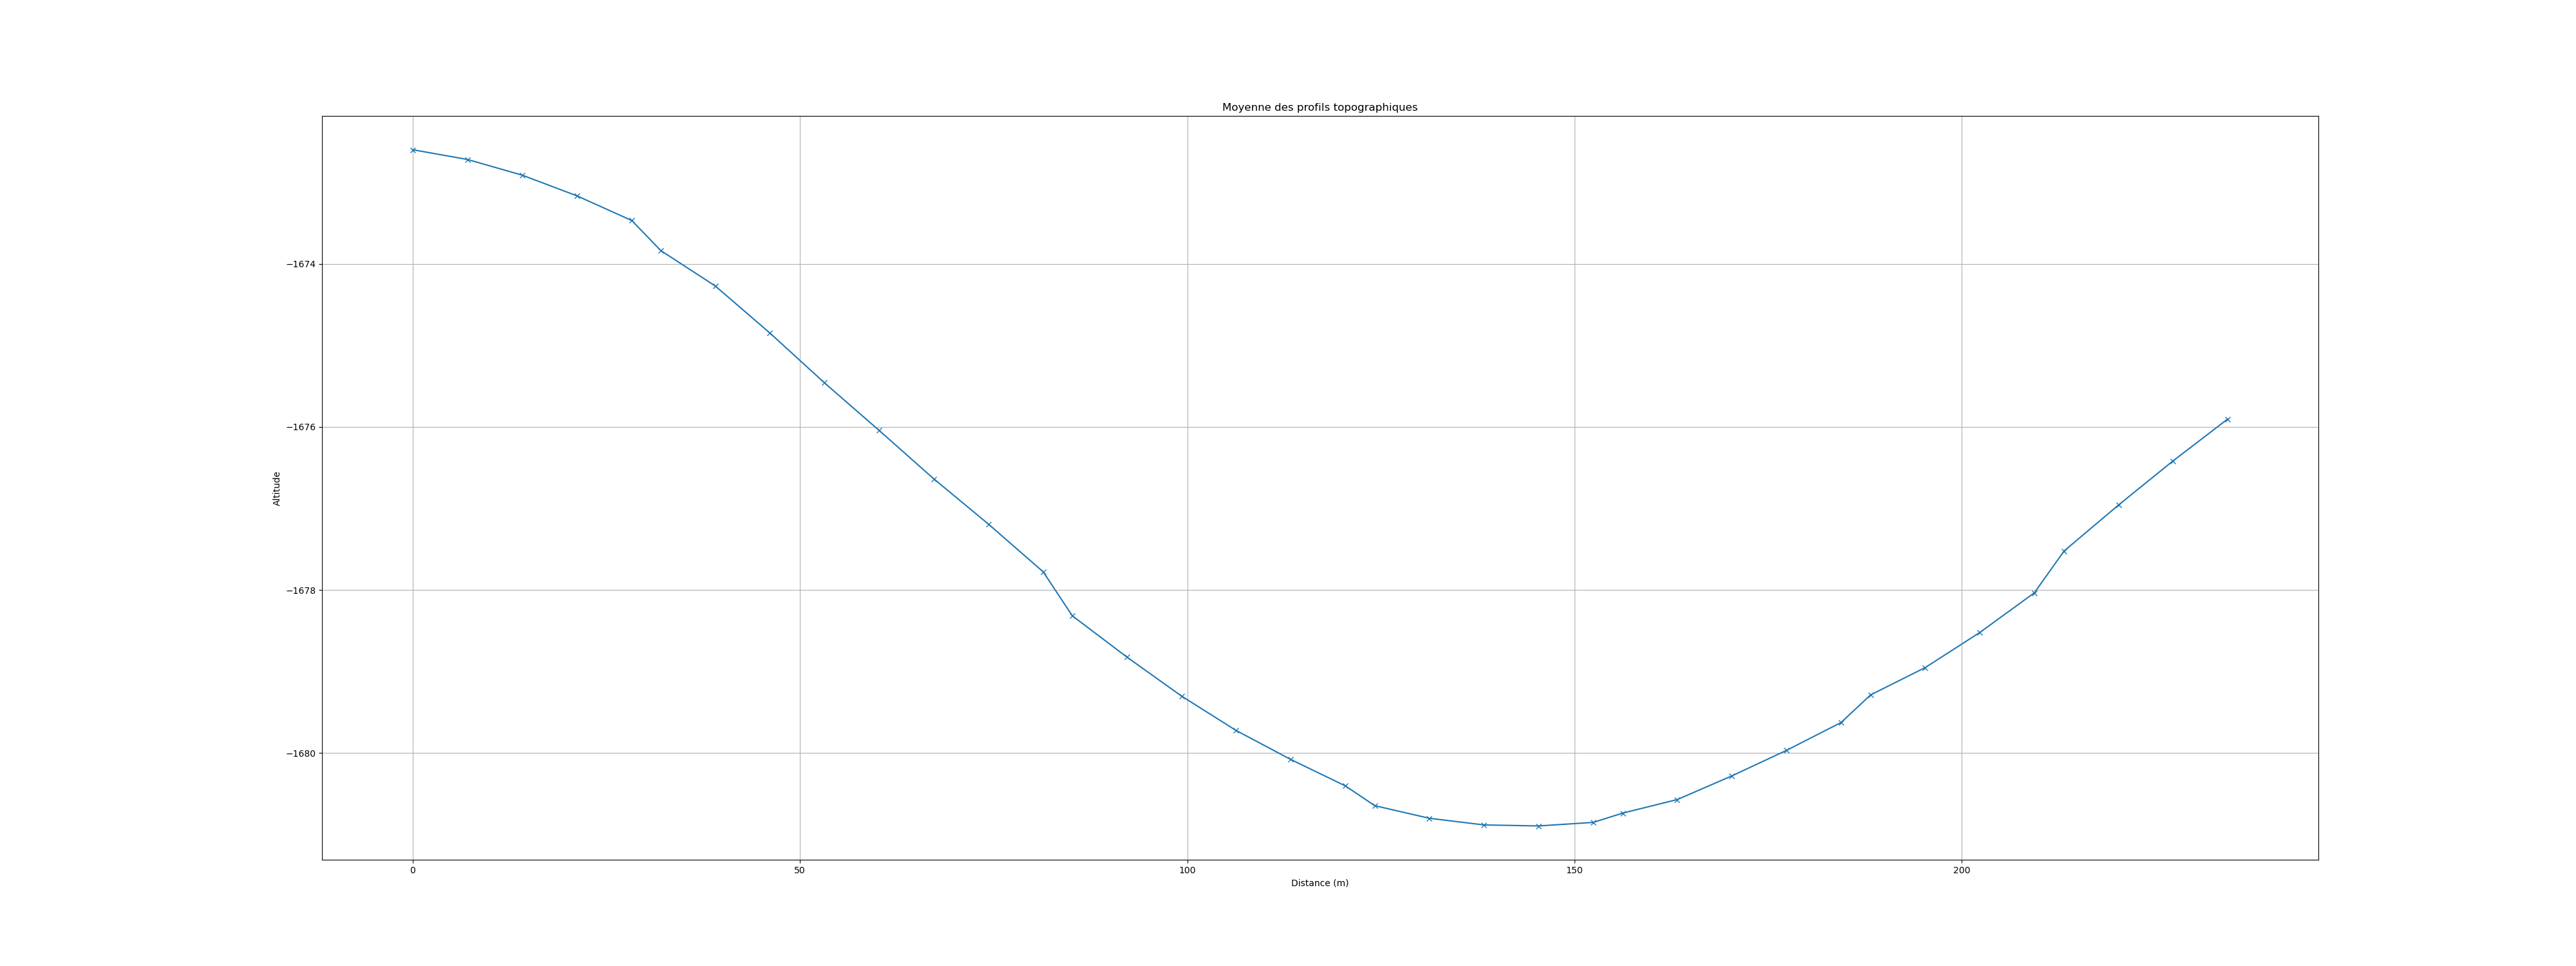 Moyenne des profils topographiques
−1674
−1676
−1678
−1680
Altitude
0 50 100 150 200
Distance (m)